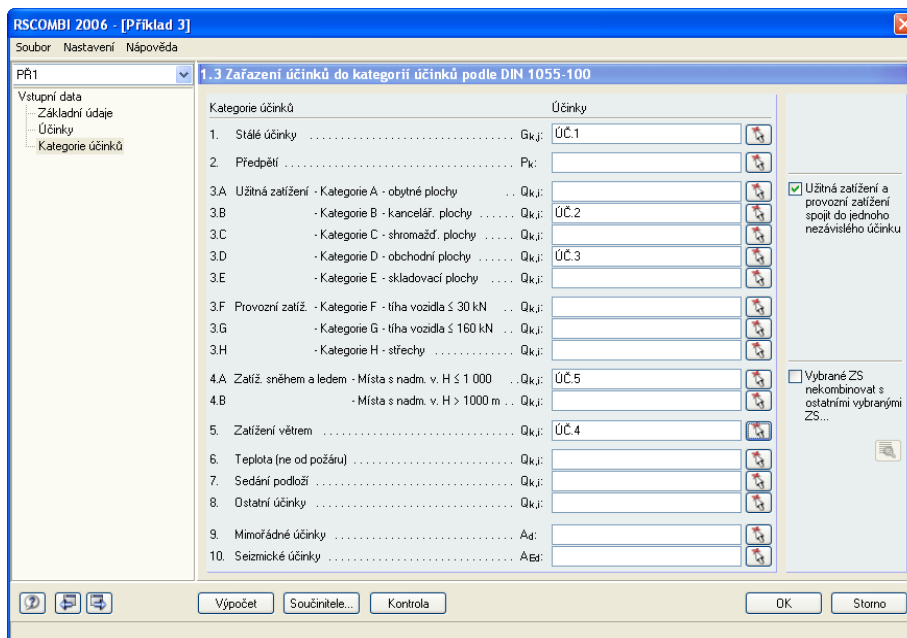 RSCOMBI 2006 - [Příklad 3]
Soubor Nastavení Nápověda
PŘ1
1.3 Zařazení účinků do kategorií účinků podle DIN 1055-100
Vstupní data
Základní údaje
Účinky
Kategorie účinků
Kategorie účinků Účinky
1. Stálé účinky Gk,j: ÚČ.1
2. Předpětí Pk:
3.A Užitná zatížení - Kategorie A - obytné plochy Qk,i:
3.B - Kategorie B - kancelář. plochy Qk,i: ÚČ.2
3.C - Kategorie C - shromažď. plochy Qk,i:
3.D - Kategorie D - obchodní plochy Qk,i: ÚČ.3
3.E - Kategorie E - skladovací plochy Qk,i:
3.F Provozní zatíž. - Kategorie F - tíha vozidla ≤ 30 kN Qk,i:
3.G - Kategorie G - tíha vozidla ≤ 160 kN Qk,i:
3.H - Kategorie H - střechy Qk,i:
4.A Zatíž. sněhem a ledem - Místa s nadm. v. H ≤ 1 000 Qk,i: ÚČ.5
4.B - Místa s nadm. v. H > 1000 m Qk,i:
5. Zatížení větrem Qk,i: ÚČ.4
6. Teplota (ne od požáru) Qk,i:
7. Sedání podloží Qk,i:
8. Ostatní účinky Qk,i:
9. Mimořádné účinky Ad:
10. Seizmické účinky AEd:
Užitná zatížení a
provozní zatížení
spojit do jednoho
nezávislého účinku
Vybrané ZS
nekombinovat s
ostatními vybranými
ZS...
Výpočet Součinitele... Kontrola OK Storno